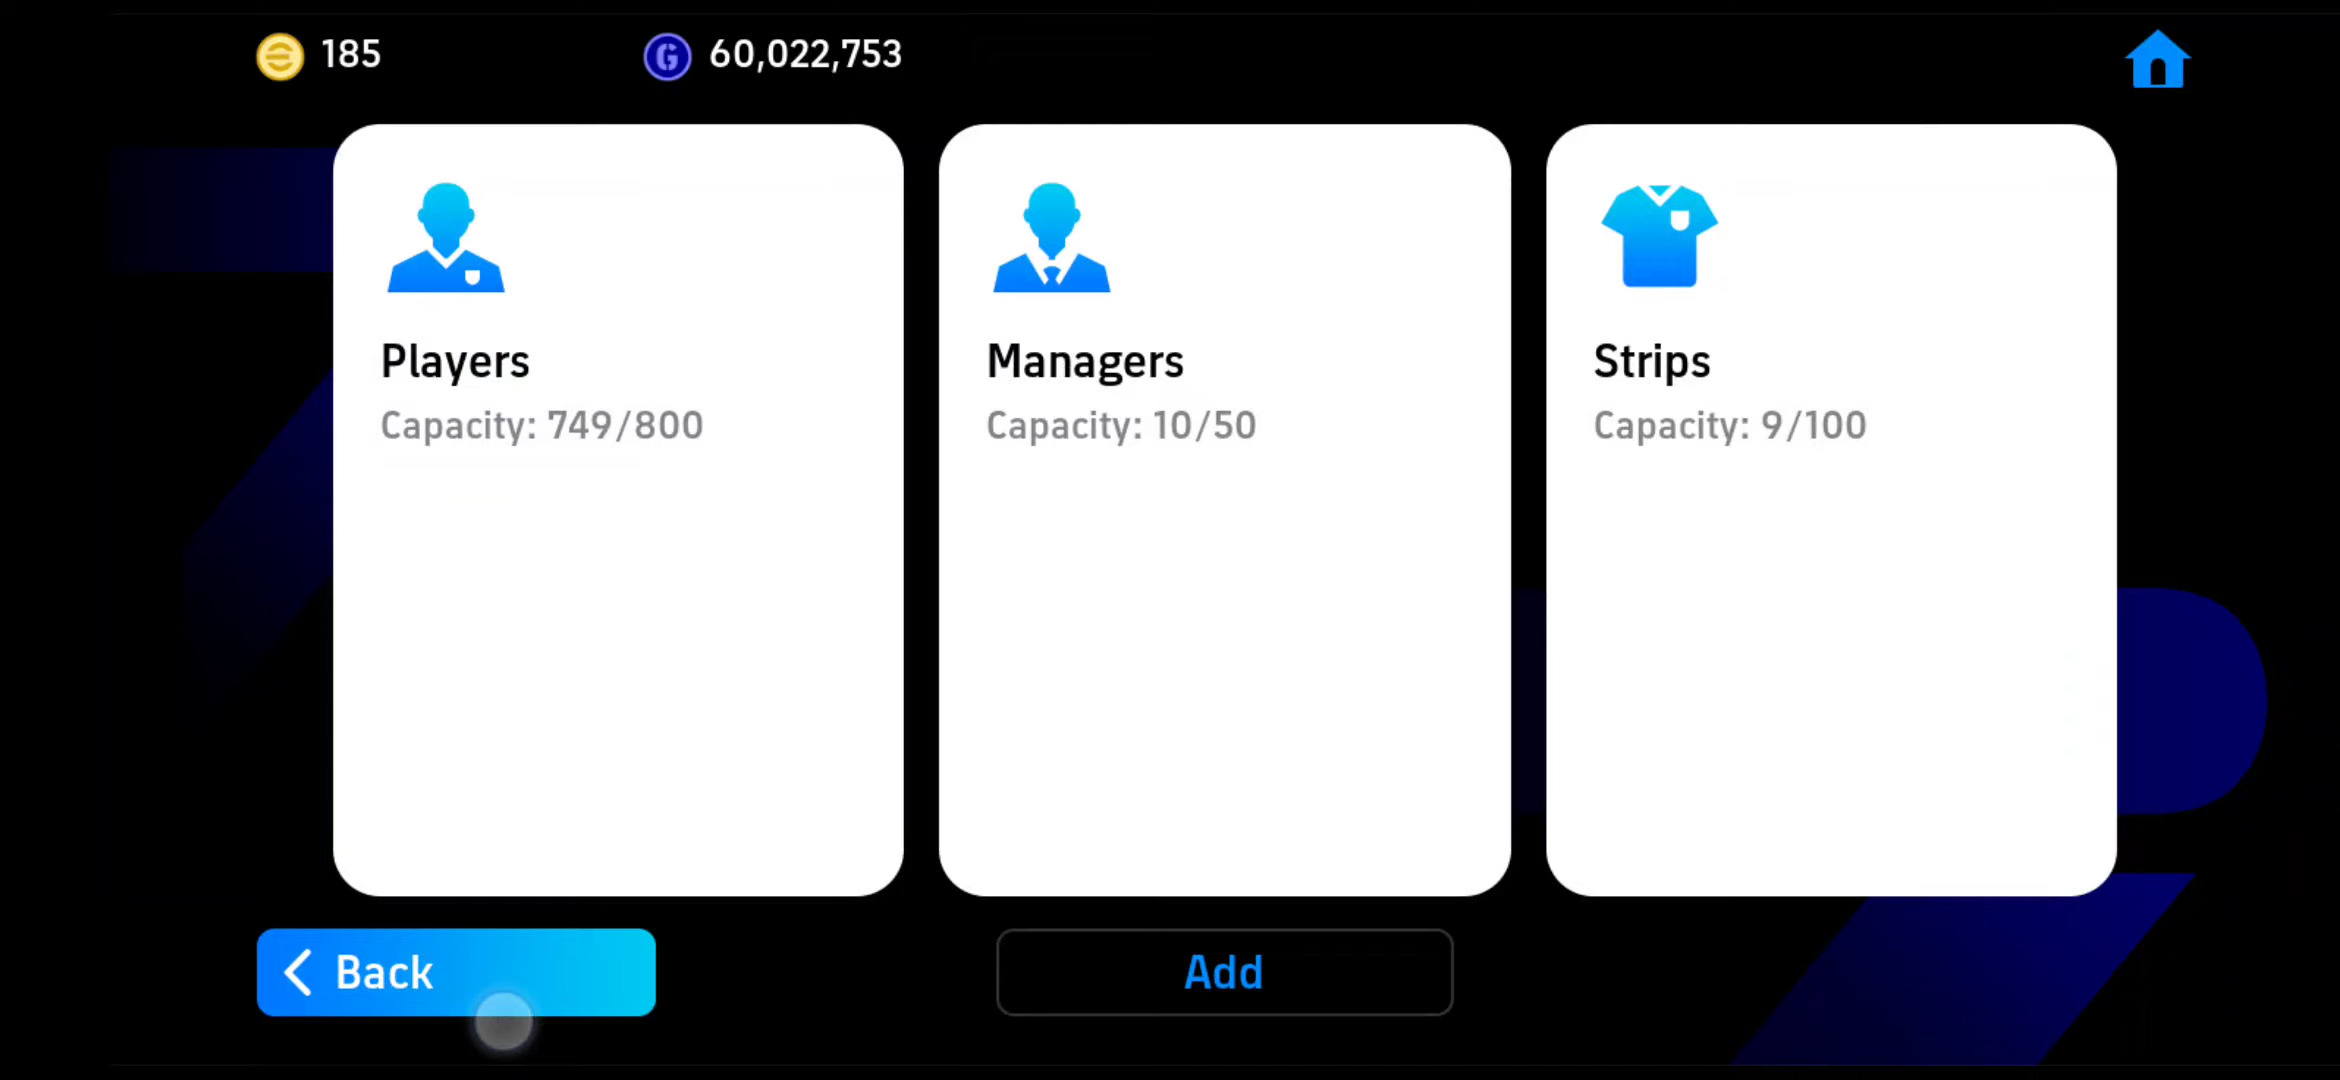 185
60,022,753
Players
Capacity: 749/800
Managers
Capacity: 10/50
Strips
Capacity: 9/100
Back
Add